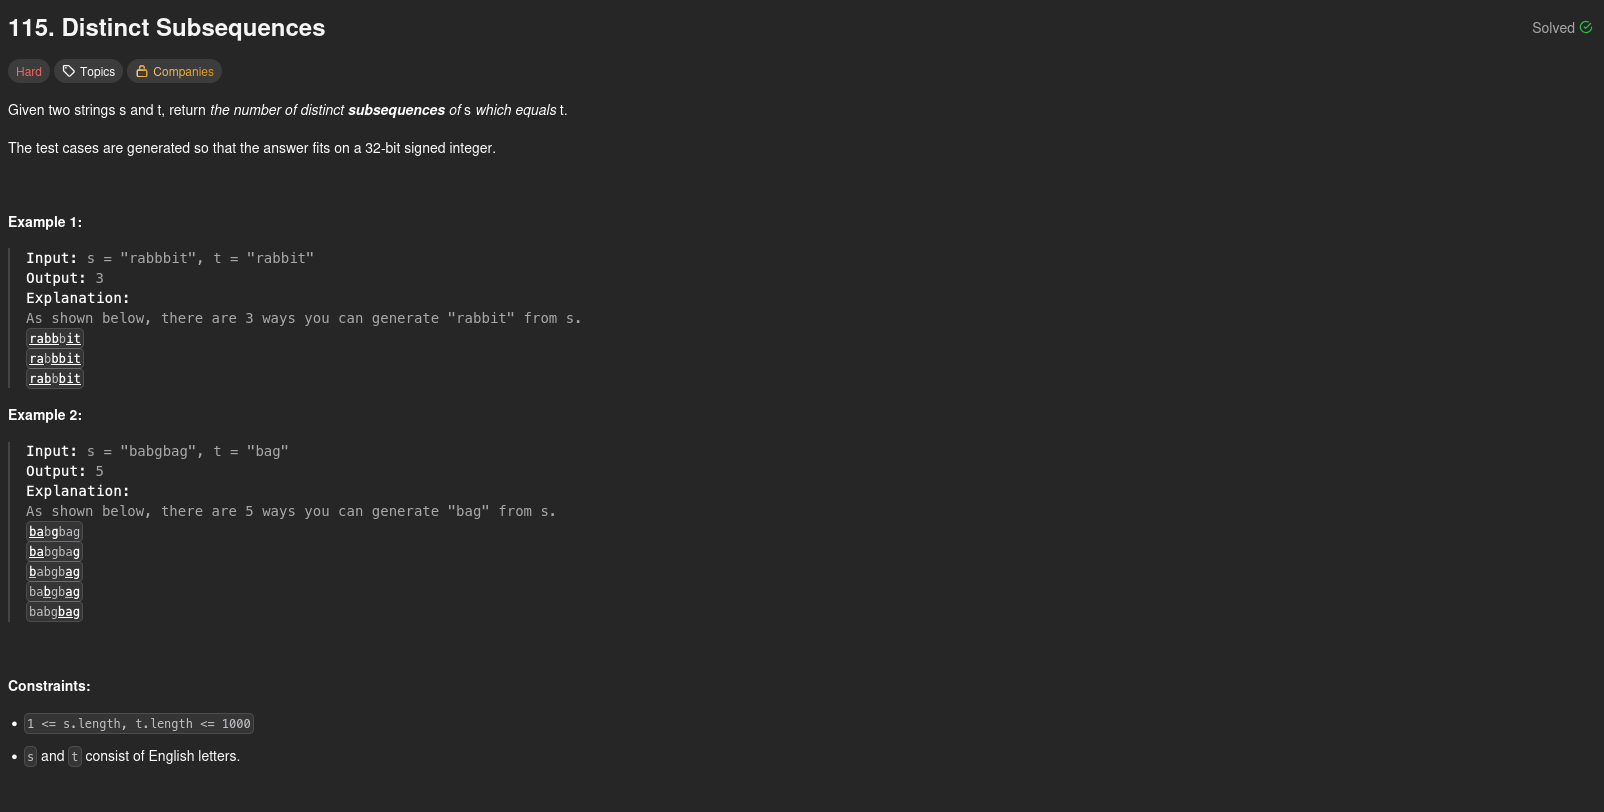 115. Distinct Subsequences
Solved
Hard Topics Companies
Given two strings s and t, return the number of distinct subsequences of s which equals t.
The test cases are generated so that the answer fits on a 32-bit signed integer.
Example 1:
Input: s = "rabbbit", t = "rabbit"
Output: 3
Explanation:
As shown below, there are 3 ways you can generate "rabbit" from s.
rabbbit
rabbbit
rabbbit
Example 2:
Input: s = "babgbag", t = "bag"
Output: 5
Explanation:
As shown below, there are 5 ways you can generate "bag" from s.
babgbag
babgbag
babgbag
babgbag
babgbag
Constraints:
• 1 <= s.length, t.length <= 1000
• s and t consist of English letters.